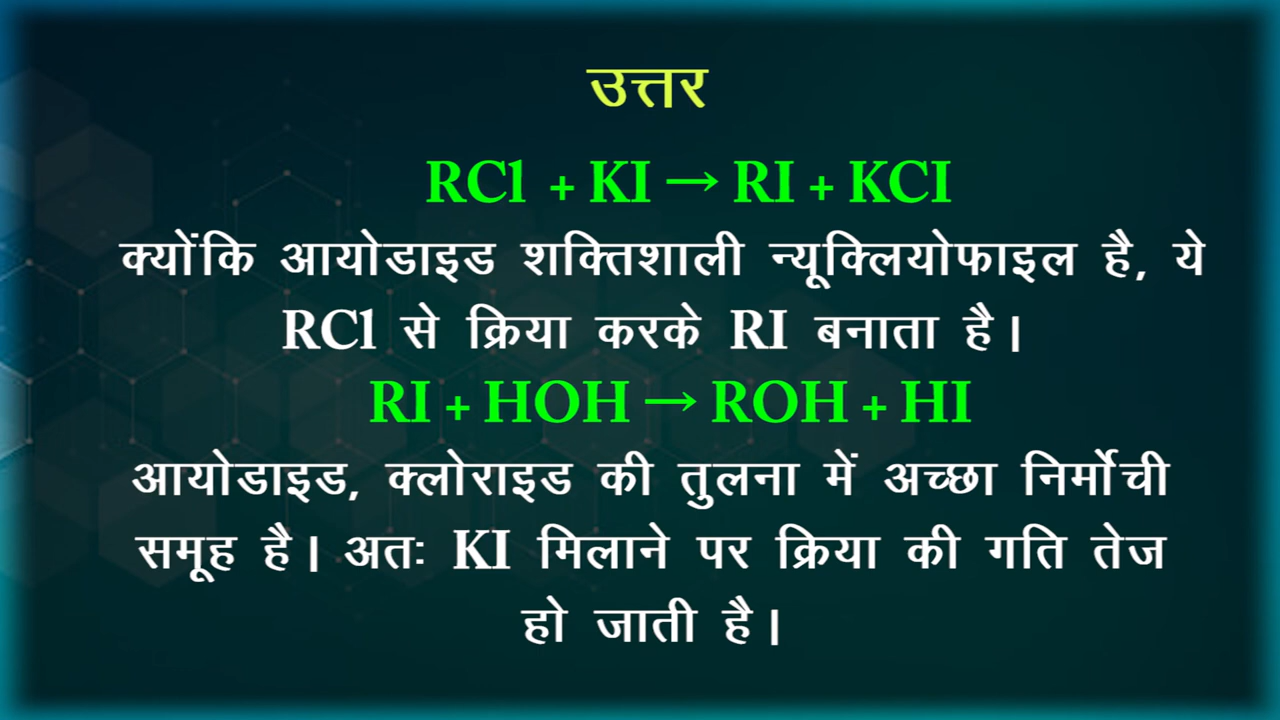 उत्तर
RCl + KI → RI + KCI
क्योंकि आयोडाइड शक्तिशाली न्यूक्लियोफाइल है, ये
RCl से क्रिया करके RI बनाता है।
RI + HOH → ROH + HI
आयोडाइड, क्लोराइड की तुलना में अच्छा निर्मोची
समूह है। अतः KI मिलाने पर क्रिया की गति तेज
हो जाती है।